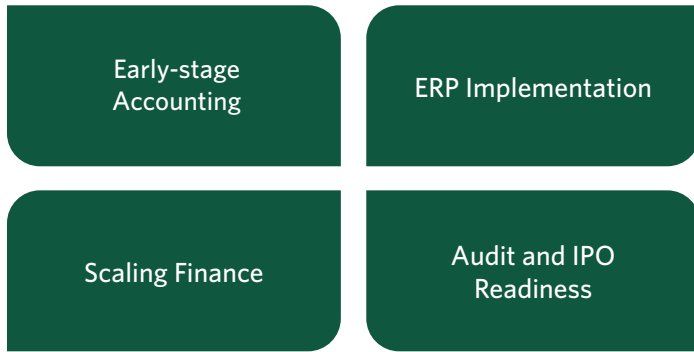 Early-stage
Accounting
ERP Implementation
Scaling Finance
Audit and IPO
Readiness